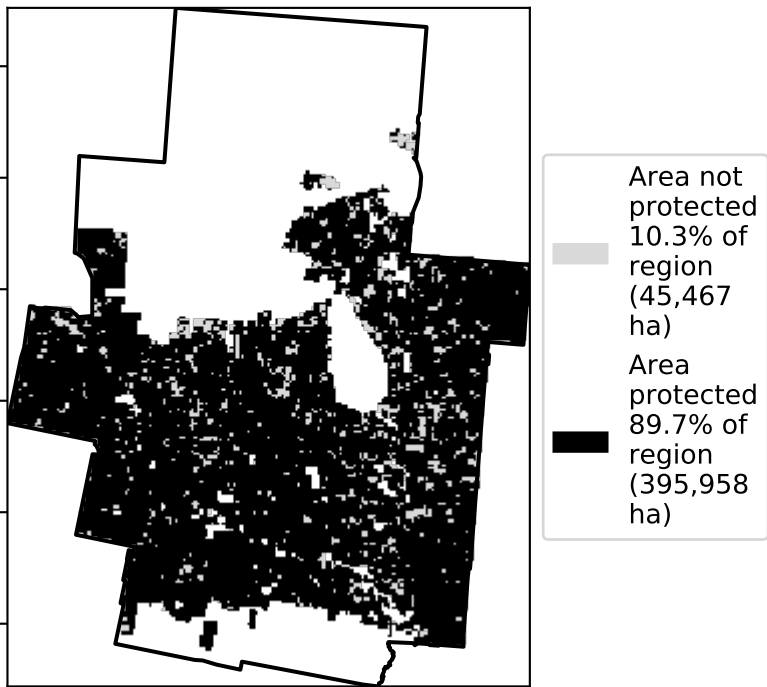 Area not
protected
10.3% of
region
(45,467
ha)
Area
protected
89.7% of
region
(395,958
ha)